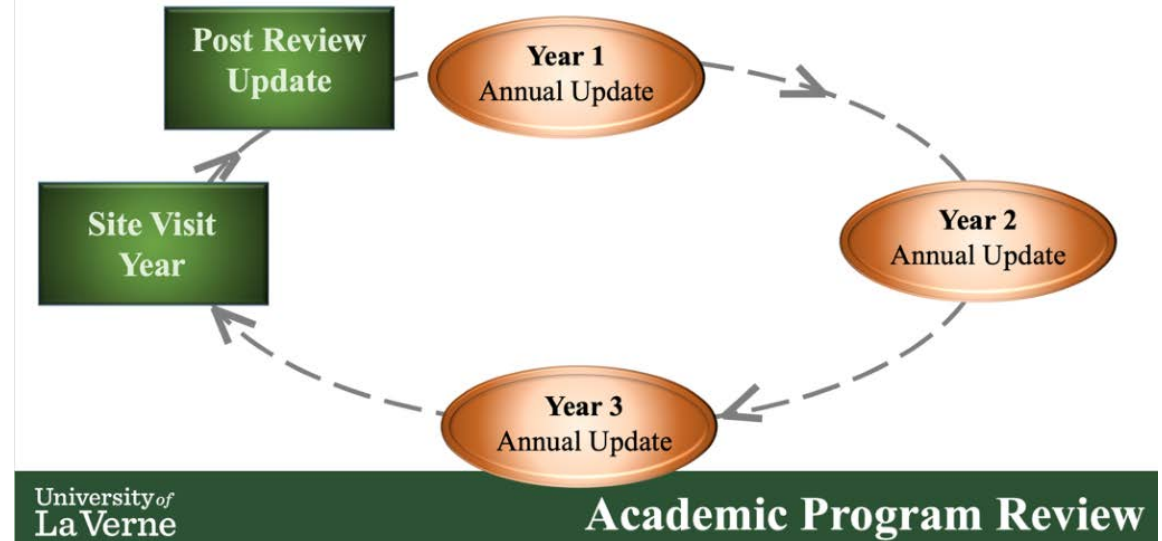 Post Review
Update
Year 1
Annual Update
Year 2
Annual Update
Year 3
Annual Update
Site Visit
Year
University of
La Verne
Academic Program Review